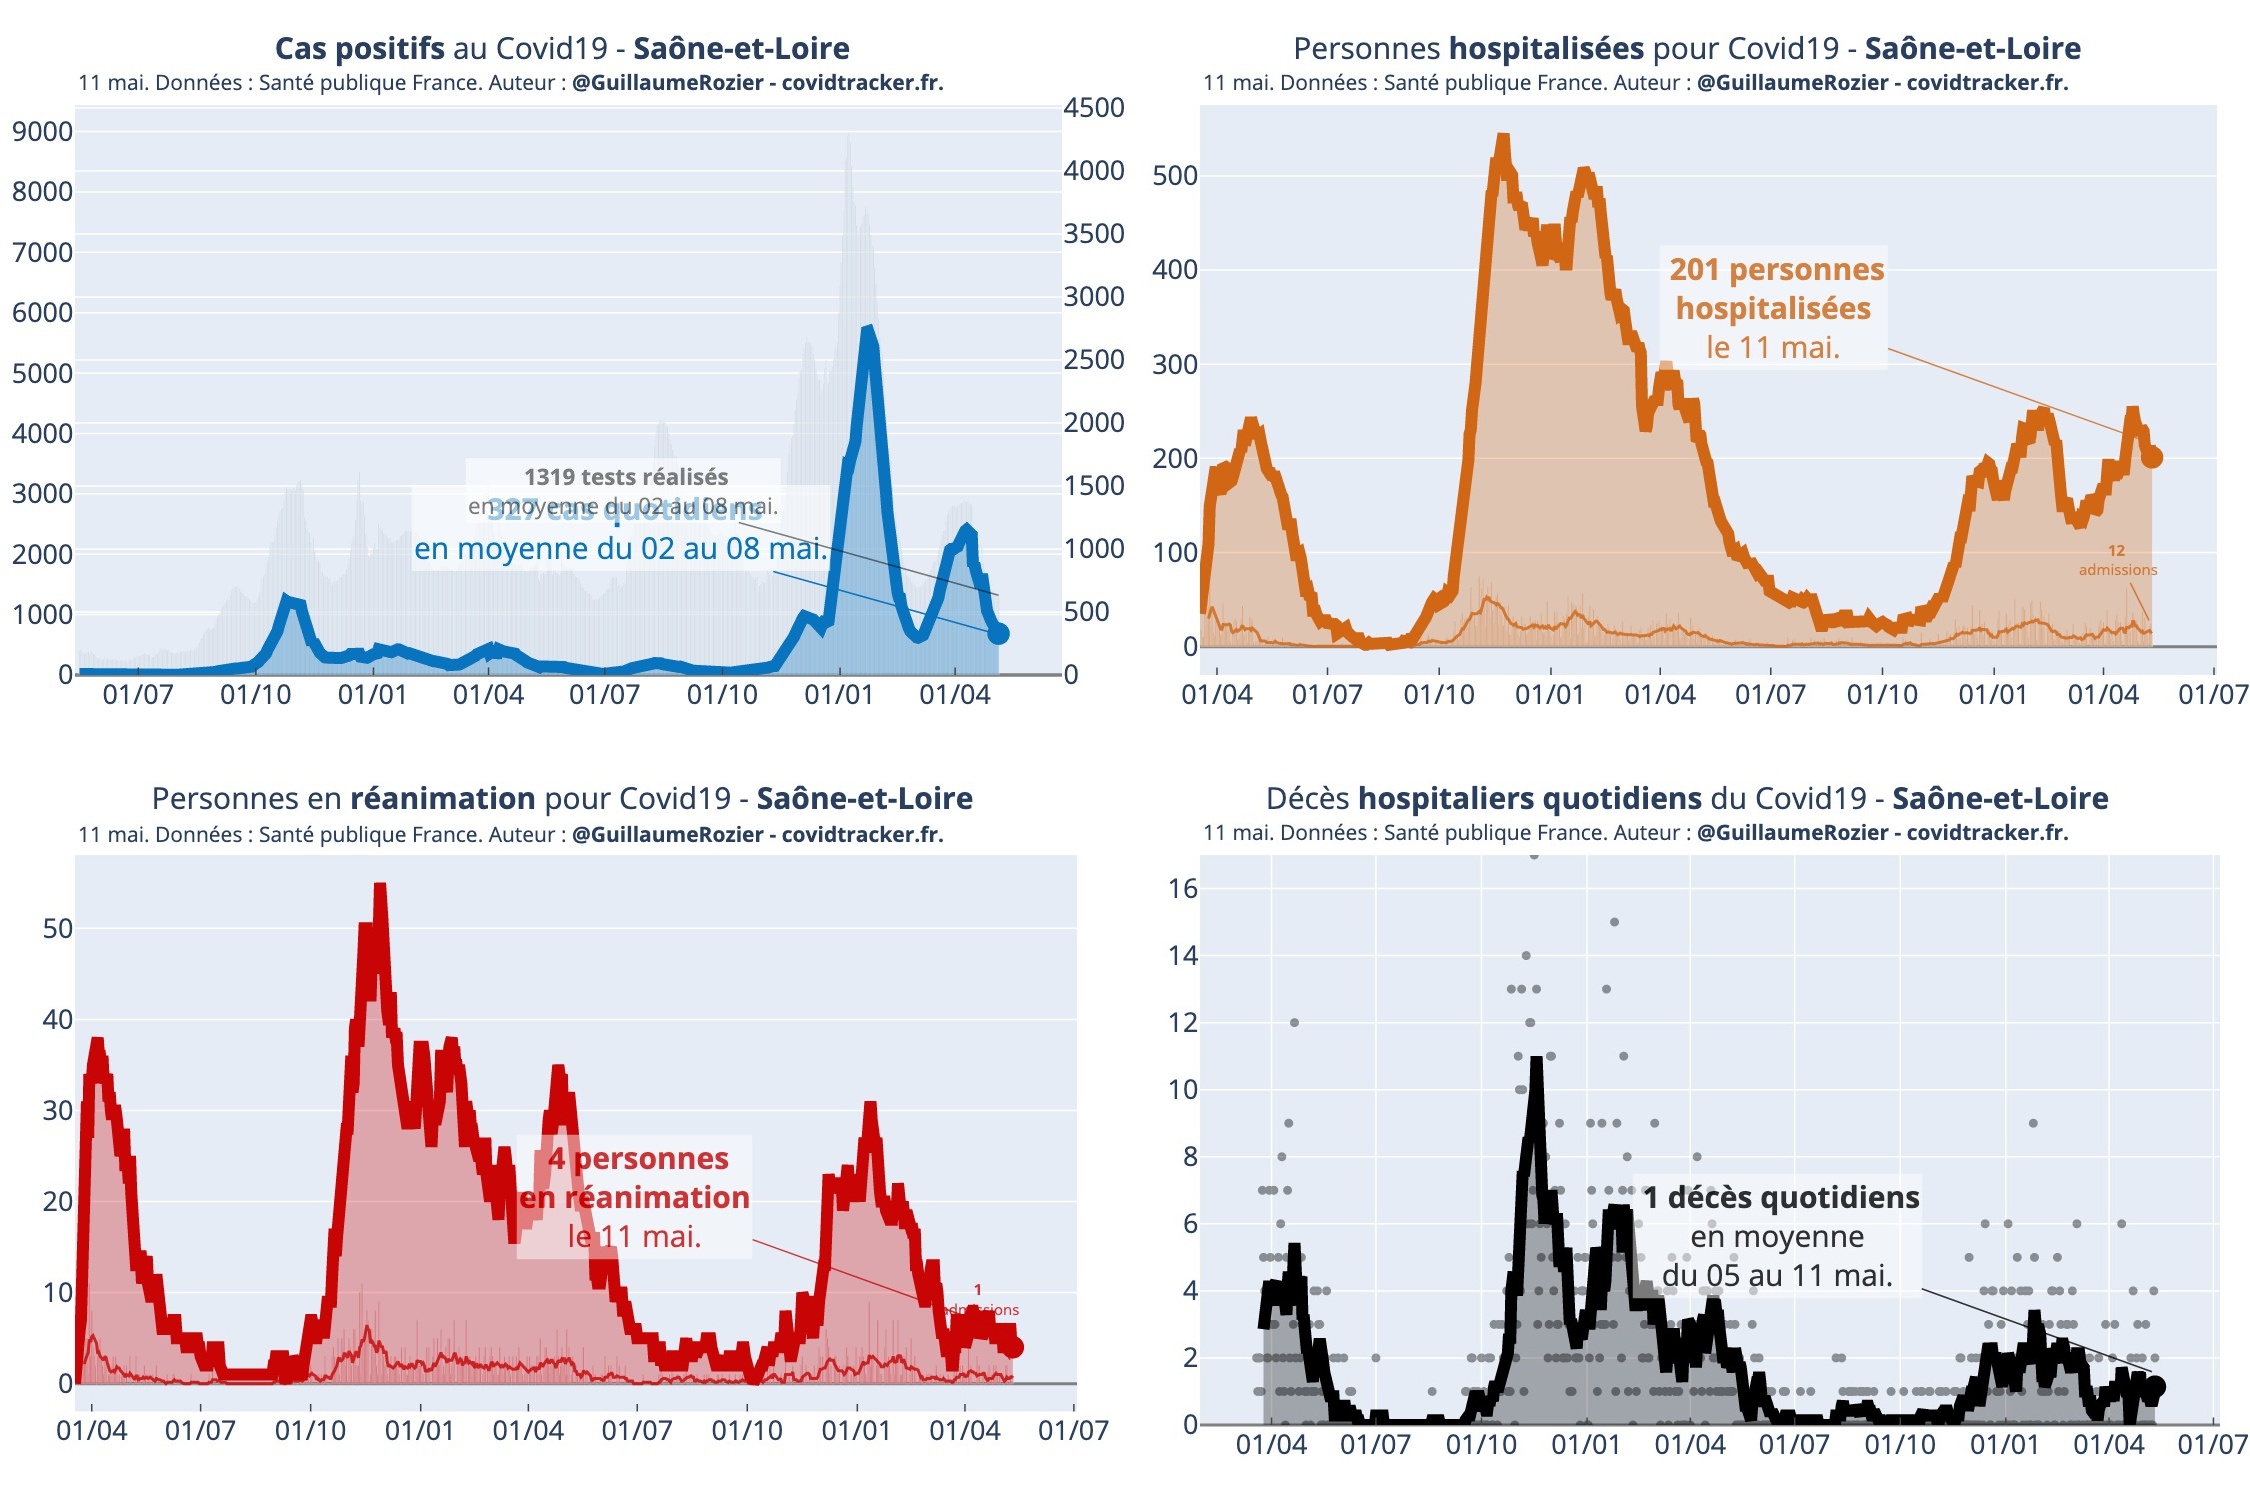 Cas positifs au Covid19 - Saône-et-Loire
11 mai. Données : Santé publique France. Auteur : @GuillaumeRozier - covidtracker.fr.
9000
8000
7000
6000
5000
4000
3000
2000
1000
0
4500
4000
3500
3000
2500
2000
1500
1000
500
0
1319 tests réalisés
en moyenne du 02 au 08 mai.
327 cas quotidiens
en moyenne du 02 au 08 mai.
01/07 01/10 01/01 01/04 01/07 01/10 01/01 01/04
Personnes hospitalisées pour Covid19 - Saône-et-Loire
11 mai. Données : Santé publique France. Auteur : @GuillaumeRozier - covidtracker.fr.
500
400
300
200
100
0
201 personnes
hospitalisées
le 11 mai.
12
admissions
01/04 01/07 01/10 01/01 01/04 01/07 01/10 01/01 01/04 01/07
Personnes en réanimation pour Covid19 - Saône-et-Loire
11 mai. Données : Santé publique France. Auteur : @GuillaumeRozier - covidtracker.fr.
50
40
30
20
10
0
4 personnes
en réanimation
le 11 mai.
1
admissions
01/04 01/07 01/10 01/01 01/04 01/07 01/10 01/01 01/04 01/07
Décès hospitaliers quotidiens du Covid19 - Saône-et-Loire
11 mai. Données : Santé publique France. Auteur : @GuillaumeRozier - covidtracker.fr.
16
14
12
10
8
6
4
2
0
1 décès quotidiens
en moyenne
du 05 au 11 mai.
01/04 01/07 01/10 01/01 01/04 01/07 01/10 01/01 01/04 01/07